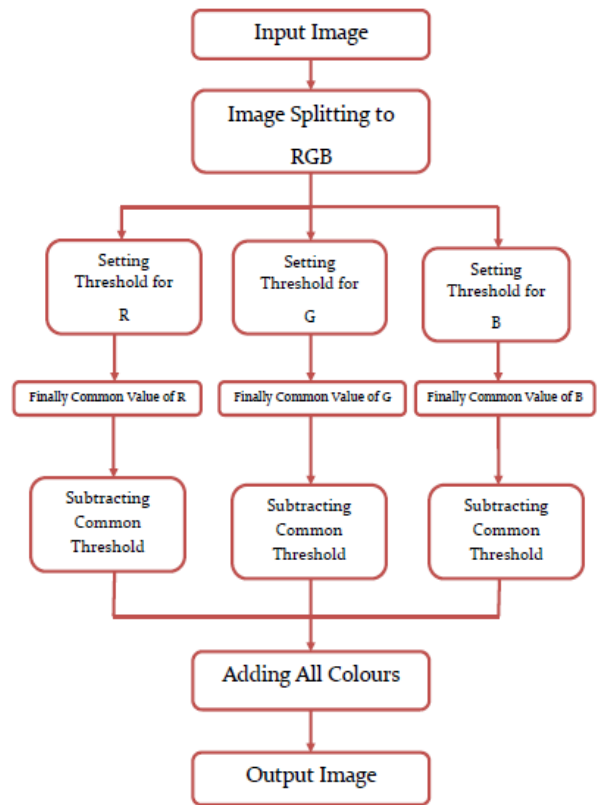 Input Image
Image Splitting to
RGB
Setting
Threshold for
R
Setting
Threshold for
G
Setting
Threshold for
B
Finally Common Value of R
Finally Common Value of G
Finally Common Value of B
Subtracting
Common
Threshold
Subtracting
Common
Threshold
Subtracting
Common
Threshold
Adding All Colours
Output Image